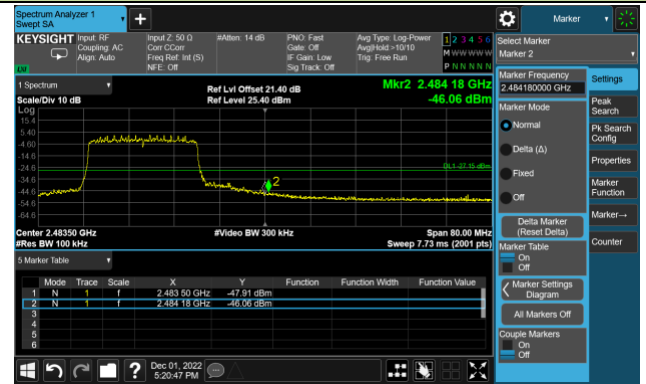 Spectrum Analyzer 1
Swept SA
Marker
KEYSIGHT Input: RF Input Z: 50 Ω #Atten: 14 dB PNO: Fast Avg Type: Log-Power 1 2 3 4 5 6
Coupling: AC Corr CCorr Gate: Off Avg|Hold:>10/10 M W W W W W
Align: Auto Freq Ref: Int (S) IF Gain: Low Trig: Free Run
NFE: Off Sig Track: Off P N N N N N
Select Marker
Marker 2
1 Spectrum
Ref Lvl Offset 21.40 dB Mkr2 2.484 18 GHz
Scale/Div 10 dB Ref Level 25.40 dBm -46.06 dBm
Log
15.4
5.40
-4.60
-14.6
-24.6
-34.6
-44.6
-54.6
-64.6
DL1 -27.15 dBm
2
Center 2.48350 GHz #Video BW 300 kHz Span 80.00 MHz
#Res BW 100 kHz Sweep 7.73 ms (2001 pts)
5 Marker Table
Mode Trace Scale X Y Function Function Width Function Value
1 N 1 f 2.483 50 GHz -47.91 dBm
2 N 1 f 2.484 18 GHz -46.06 dBm
3
4
5
6
Marker Frequency
2.484180000 GHz
Marker Mode
Normal
Delta (Δ)
Fixed
Off
Delta Marker
(Reset Delta)
Marker Table
On
Off
Marker Settings
Diagram
All Markers Off
Couple Markers
On
Off
Settings
Peak
Search
Pk Search
Config
Properties
Marker
Function
Marker→
Counter
? Dec 01, 2022
5:20:47 PM